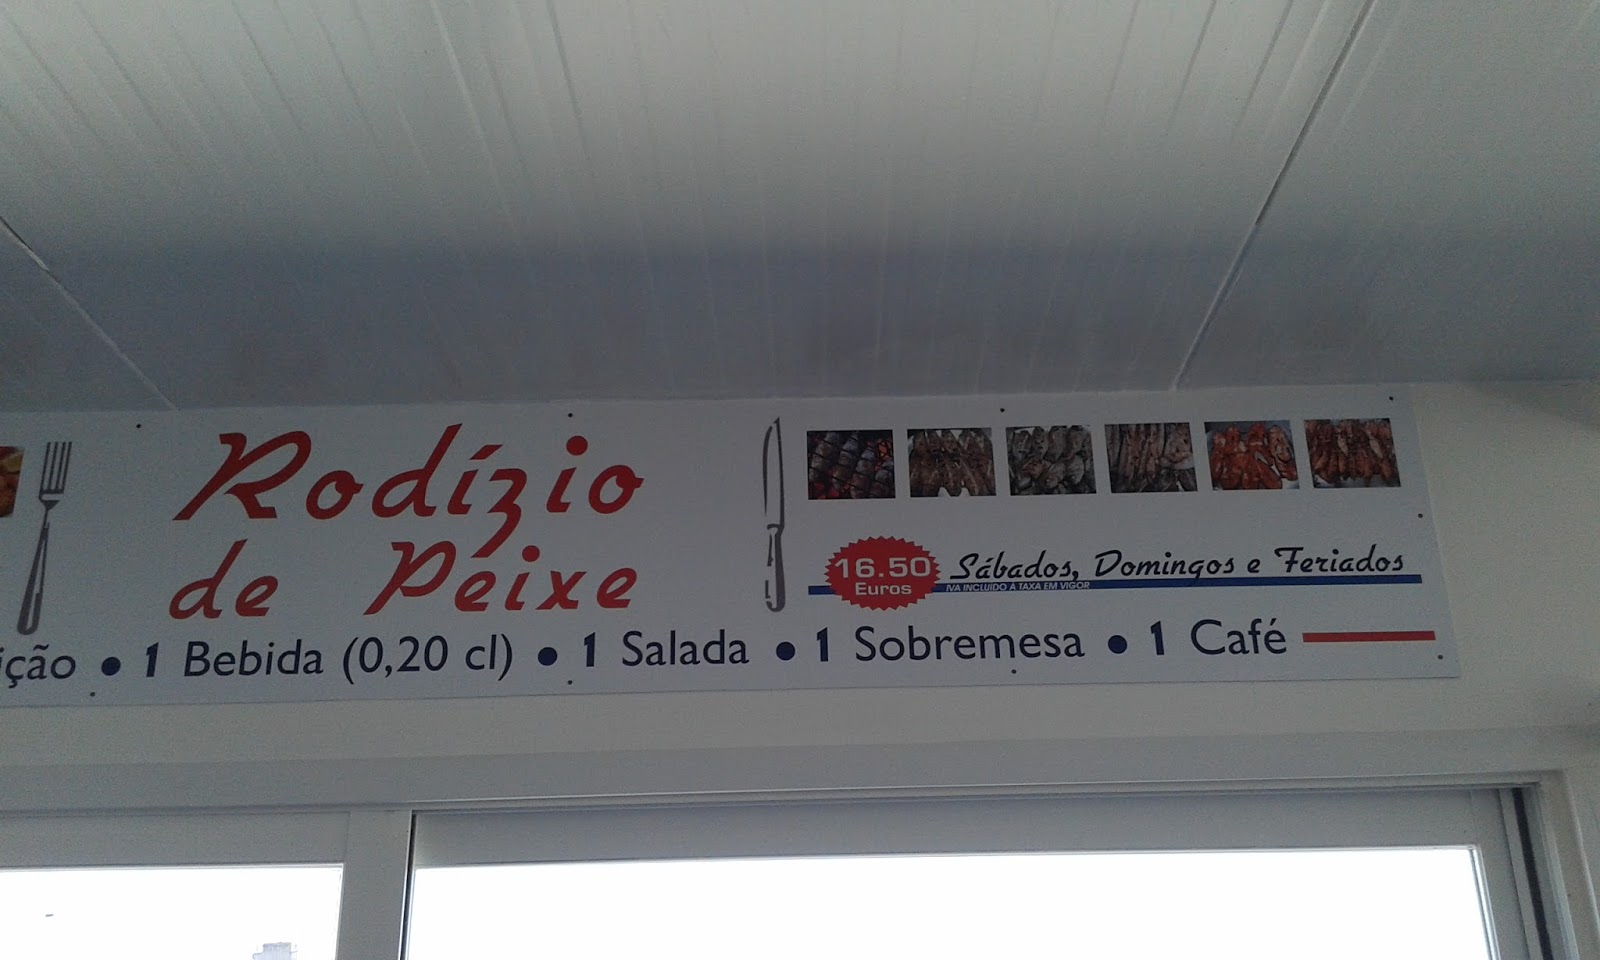 Rodízio
de Peixe
16.50
Euros
Sábados, Domingos e Feriados
IVA INCLUIDO À TAXA EM VIGOR
• 1 Bebida (0,20 cl) • 1 Salada • 1 Sobremesa • 1 Café